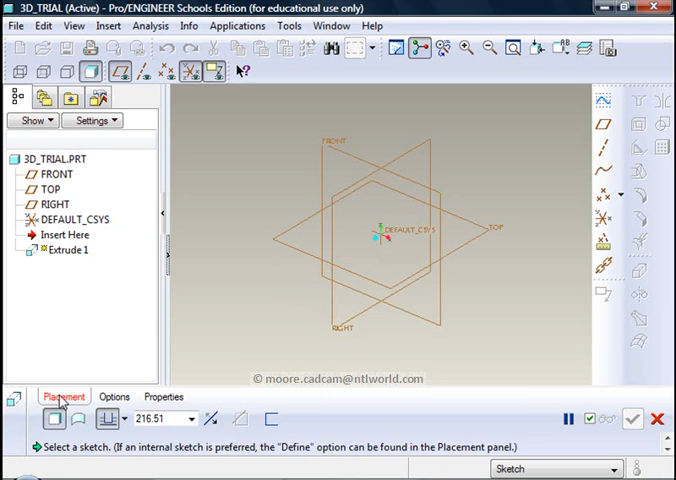 3D_TRIAL (Active) - Pro/ENGINEER Schools Edition (for educational use only)
File Edit View Insert Analysis Info Applications Tools Window Help
Show Settings
3D_TRIAL.PRT
FRONT
TOP
RIGHT
DEFAULT_CSYS
Insert Here
Extrude 1
FRONT
DEFAULT_CSYS
TOP
RIGHT
© moore.cadcam@ntlworld.com
Placement Options Properties
216.51
Select a sketch. (If an internal sketch is preferred, the "Define" option can be found in the Placement panel.)
Sketch